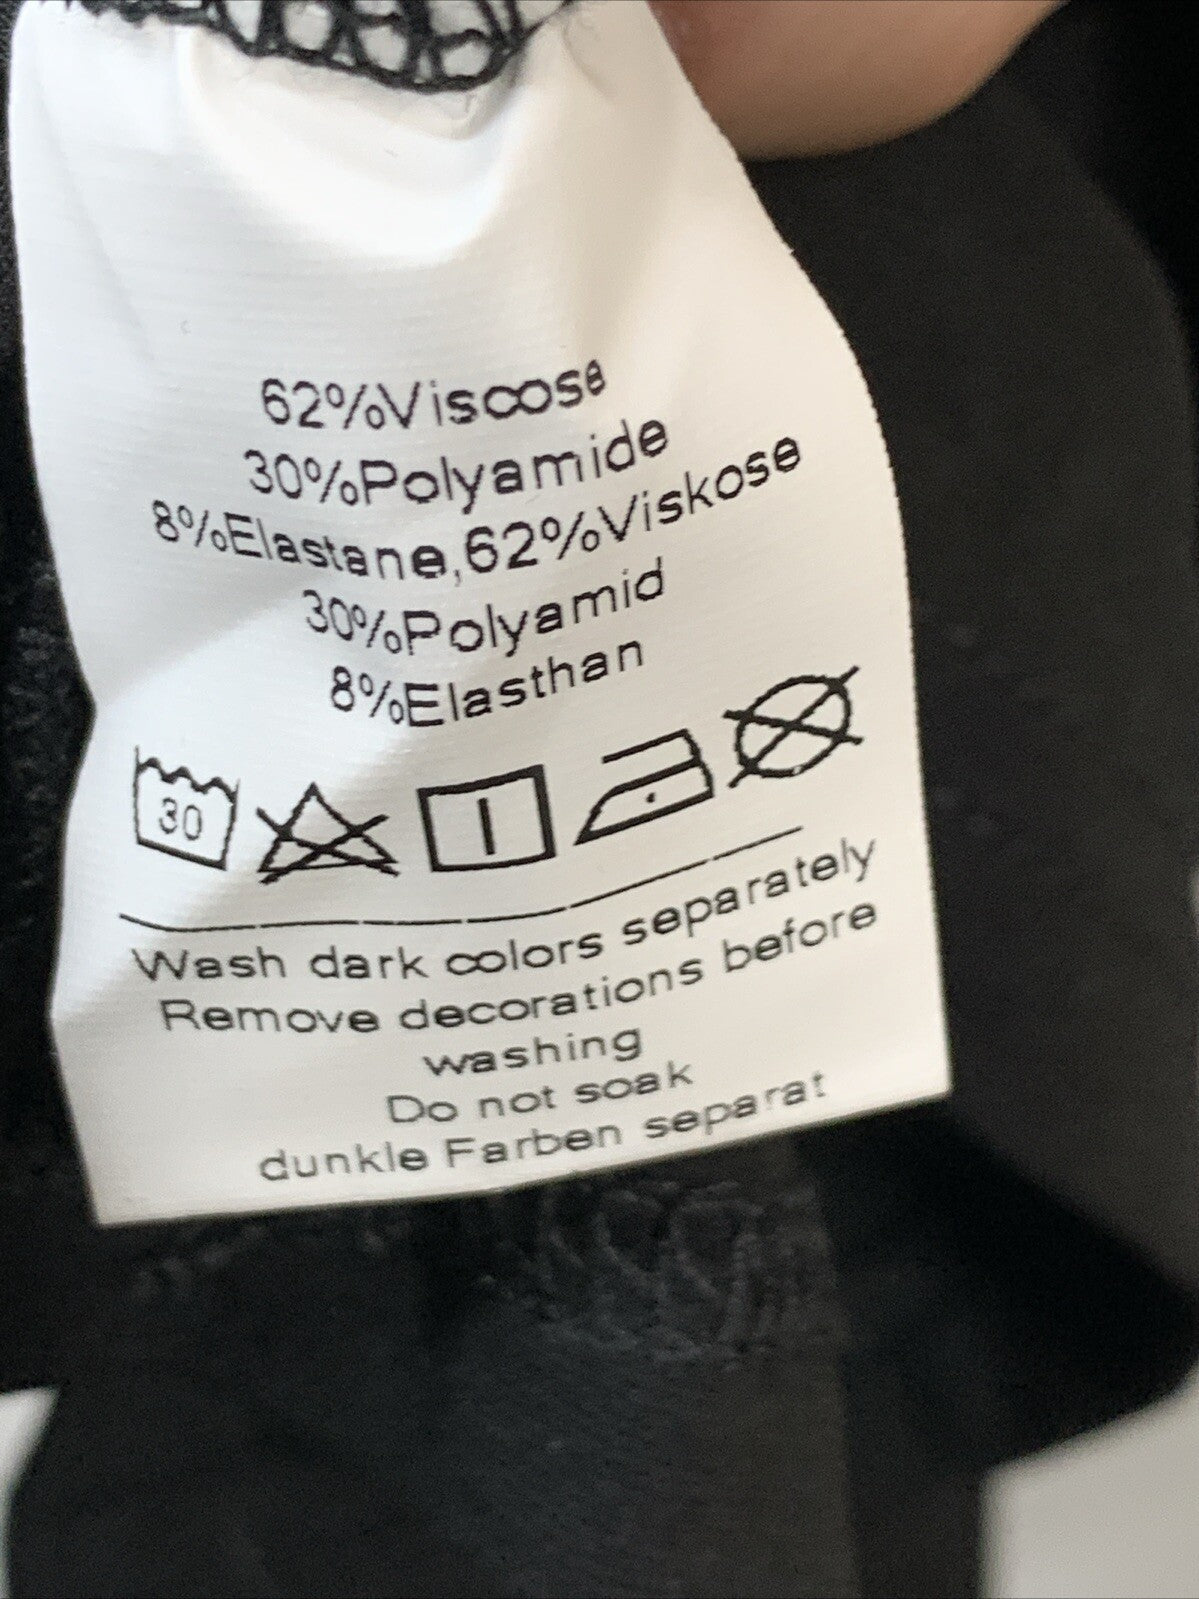 62%Viscose
30%Polyamide
8%Elastane,62%Viskose
30%Polyamid
8%Elasthan
30
Wash dark colors separately
Remove decorations before
washing
Do not soak
dunkle Farben separat